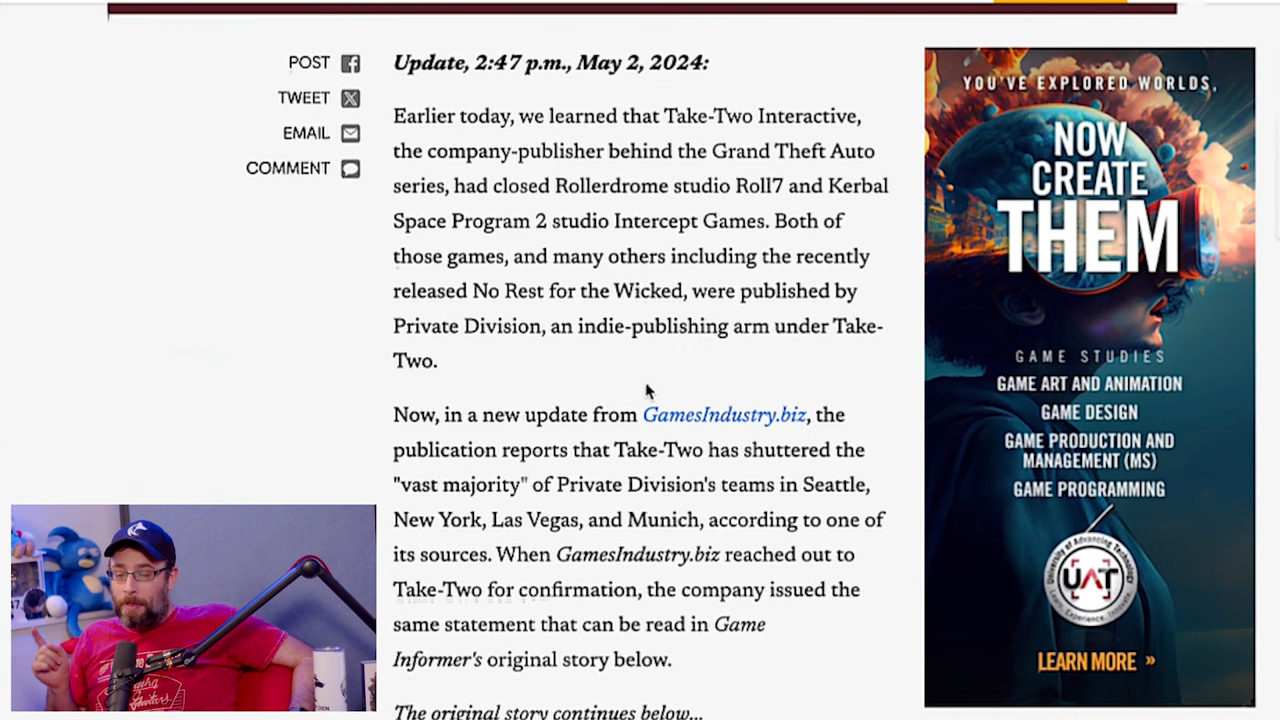 POST
TWEET
EMAIL
COMMENT
Update, 2:47 p.m., May 2, 2024:
Earlier today, we learned that Take-Two Interactive,
the company-publisher behind the Grand Theft Auto
series, had closed Rollerdrome studio Roll7 and Kerbal
Space Program 2 studio Intercept Games. Both of
those games, and many others including the recently
released No Rest for the Wicked, were published by
Private Division, an indie-publishing arm under Take-
Two.
Now, in a new update from GamesIndustry.biz, the
publication reports that Take-Two has shuttered the
"vast majority" of Private Division's teams in Seattle,
New York, Las Vegas, and Munich, according to one of
its sources. When GamesIndustry.biz reached out to
Take-Two for confirmation, the company issued the
same statement that can be read in Game
Informer's original story below.
The original story continues below...
YOU'VE EXPLORED WORLDS,
NOW
CREATE
THEM
GAME STUDIES
GAME ART AND ANIMATION
GAME DESIGN
GAME PRODUCTION AND
MANAGEMENT (MS)
GAME PROGRAMMING
University of Advancing Technology
UAT
Learn. Experience. Innovate.
LEARN MORE »